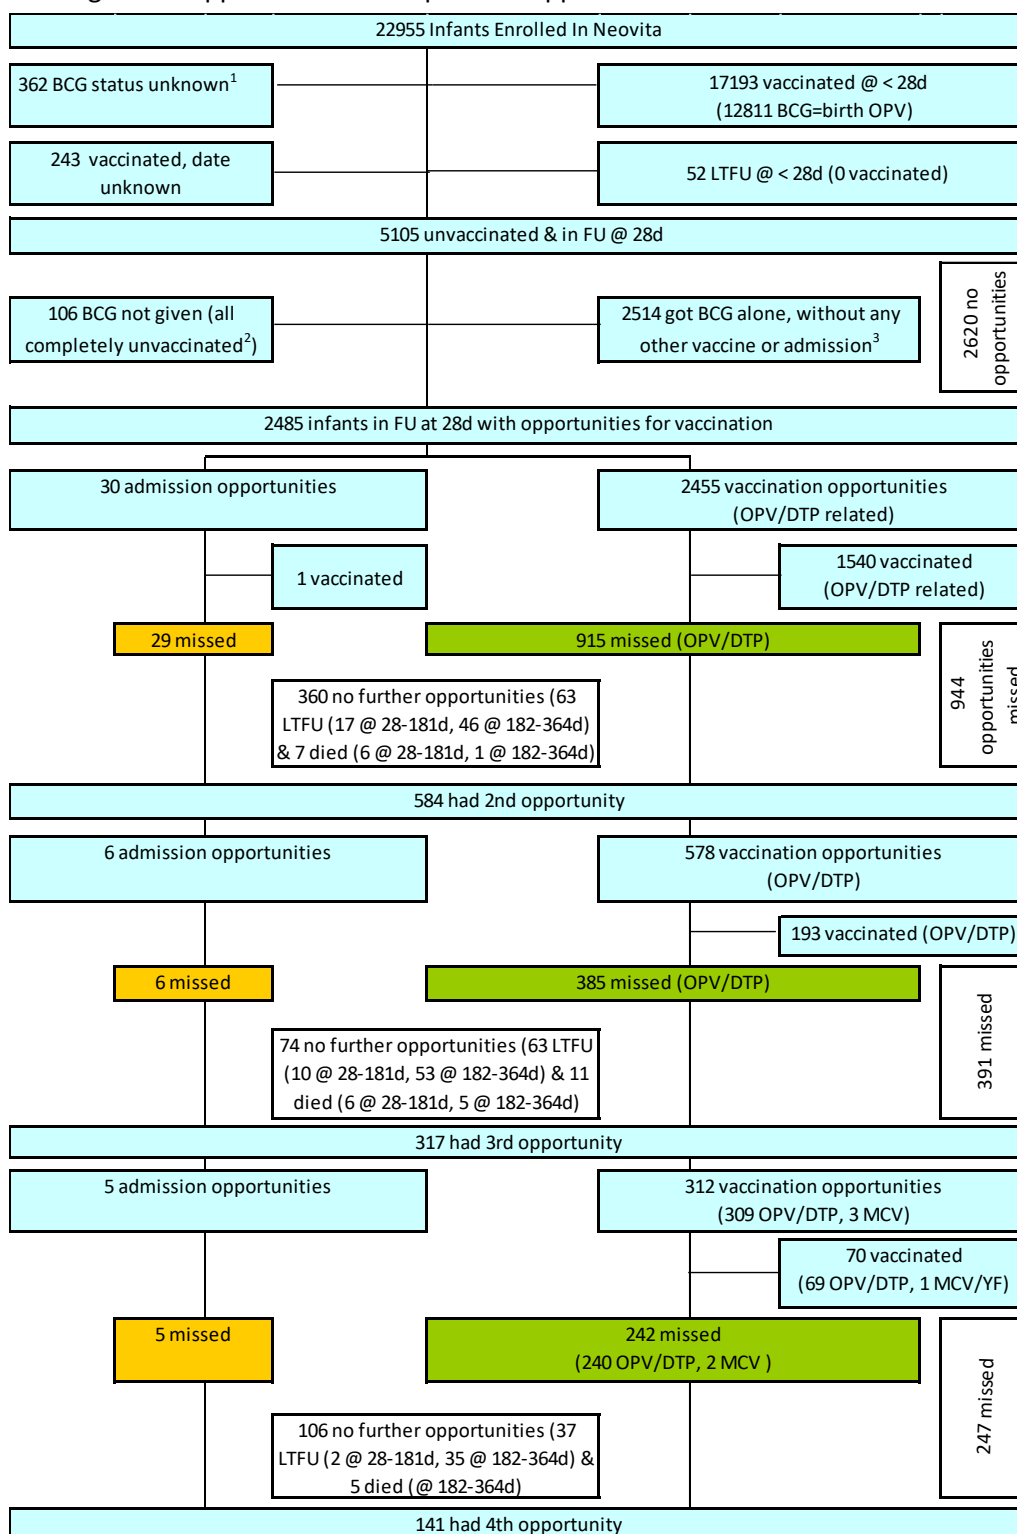 22955 Infants Enrolled In Neovita
362 BCG status unknown1
17193 vaccinated @ < 28d
(12811 BCG=birth OPV)
243 vaccinated, date
unknown
52 LTFU @ < 28d (0 vaccinated)
5105 unvaccinated & in FU @ 28d
106 BCG not given (all
completely unvaccinated2)
2514 got BCG alone, without any
other vaccine or admission3
2620 no
opportunities
2485 infants in FU at 28d with opportunities for vaccination
30 admission opportunities
2455 vaccination opportunities
(OPV/DTP related)
1 vaccinated
1540 vaccinated
(OPV/DTP related)
29 missed
915 missed (OPV/DTP)
944
opportunities
missed
360 no further opportunities (63
LTFU (17 @ 28-181d, 46 @ 182-364d)
& 7 died (6 @ 28-181d, 1 @ 182-364d)
584 had 2nd opportunity
6 admission opportunities
578 vaccination opportunities
(OPV/DTP)
193 vaccinated (OPV/DTP)
6 missed
385 missed (OPV/DTP)
391 missed
74 no further opportunities (63 LTFU
(10 @ 28-181d, 53 @ 182-364d) & 11
died (6 @ 28-181d, 5 @ 182-364d)
317 had 3rd opportunity
5 admission opportunities
312 vaccination opportunities
(309 OPV/DTP, 3 MCV)
70 vaccinated
(69 OPV/DTP, 1 MCV/YF)
5 missed
242 missed
(240 OPV/DTP, 2 MCV )
247 missed
106 no further opportunities (37
LTFU (2 @ 28-181d, 35 @ 182-364d) &
5 died (@ 182-364d)
141 had 4th opportunity